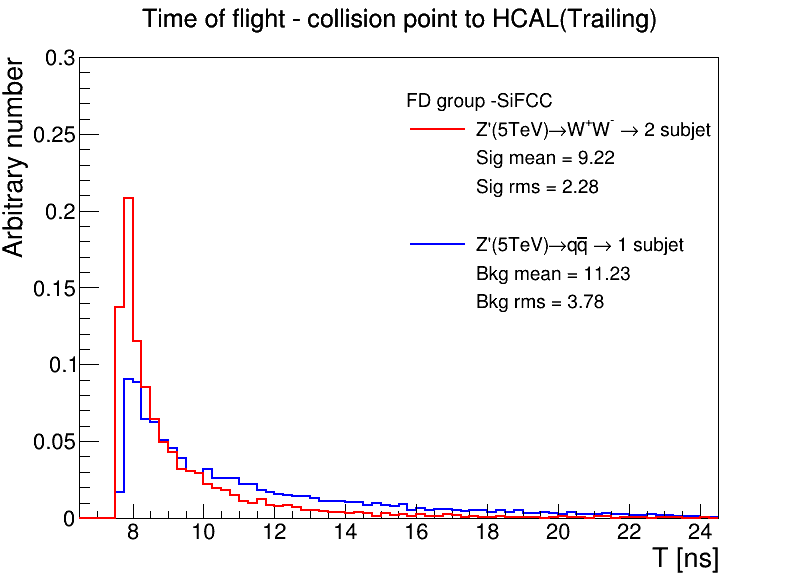 Time of flight - collision point to HCAL(Trailing)
Arbitrary number
0.3
0.25
0.2
0.15
0.1
0.05
0
FD group -SiFCC
Z'(5TeV)→W⁺W⁻ → 2 subjet
Sig mean = 9.22
Sig rms = 2.28
Z'(5TeV)→qq̅ → 1 subjet
Bkg mean = 11.23
Bkg rms = 3.78
8 10 12 14 16 18 20 22 24
T [ns]